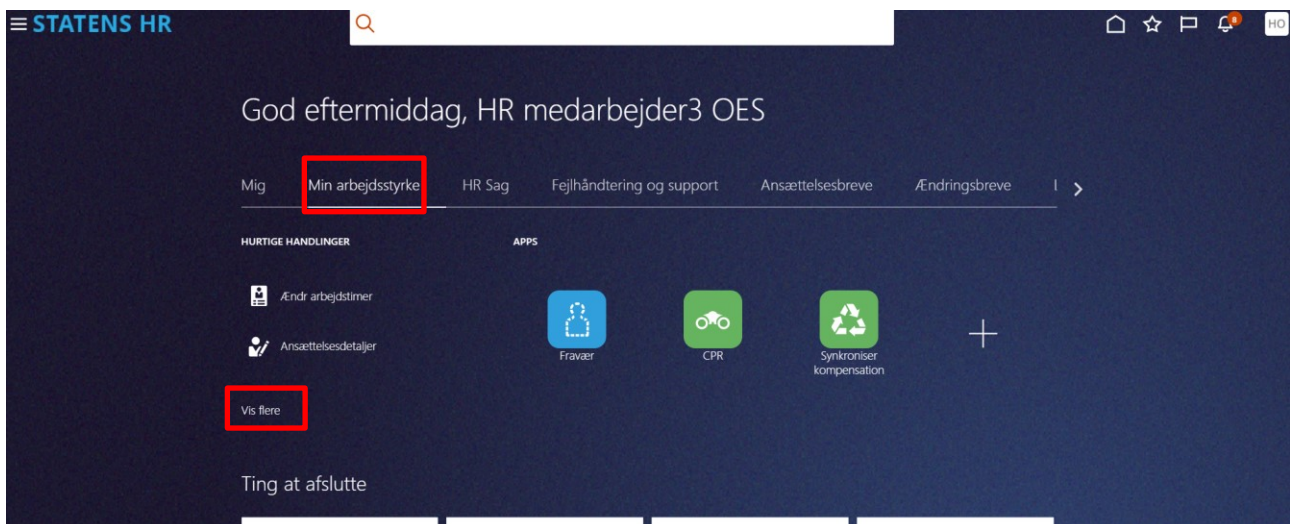 STATENS HR
8
HO
God eftermiddag, HR medarbejder3 OES
Mig Min arbejdsstyrke HR Sag Fejlhåndtering og support Ansættelsesbreve Ændringsbreve
HURTIGE HANDLINGER
APPS
Ændr arbejdstimer
Ansættelsesdetaljer
Fravær
CPR
Synkroniser
kompensation
Vis flere
Ting at afslutte